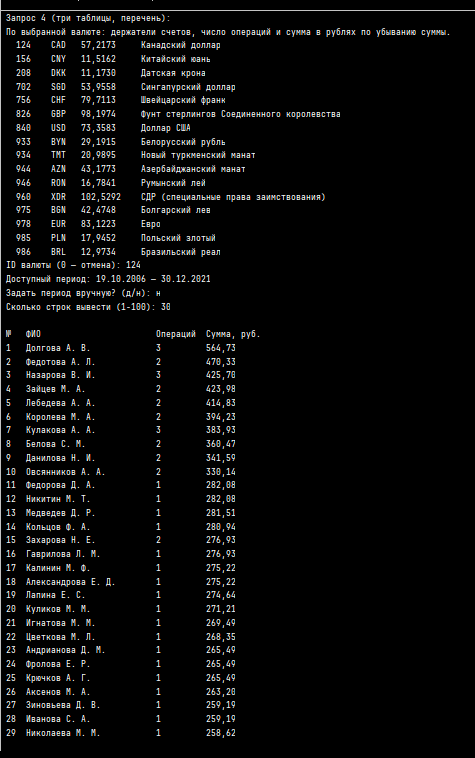 Запрос 4 (три таблицы, перечень):
По выбранной валюте: держатели счетов, число операций и сумма в рублях по убыванию суммы.
124 CAD 57,2173 Канадский доллар
156 CNY 11,5162 Китайский юань
208 DKK 11,1730 Датская крона
702 SGD 53,9558 Сингапурский доллар
756 CHF 79,7113 Швейцарский франк
826 GBP 98,1974 Фунт стерлингов Соединенного королевства
840 USD 73,3583 Доллар США
933 BYN 29,1915 Белорусский рубль
934 TMT 20,9895 Новый туркменский манат
944 AZN 43,1773 Азербайджанский манат
946 RON 16,7841 Румынский лей
960 XDR 102,5292 СДР (специальные права заимствования)
975 BGN 42,4748 Болгарский лев
978 EUR 83,1223 Евро
985 PLN 17,9452 Польский злотый
986 BRL 12,9734 Бразильский реал
ID валюты (0 — отмена): 124
Доступный период: 19.10.2006 — 30.12.2021
Задать период вручную? (д/н): н
Сколько строк вывести (1-100): 30
№ ФИО Операций Сумма, руб.
1 Долгова А. В. 3 564,73
2 Федотова А. Л. 2 470,33
3 Назарова В. И. 3 425,70
4 Зайцев М. А. 2 423,98
5 Лебедева А. А. 2 414,83
6 Королева М. А. 2 394,23
7 Кулакова А. А. 3 383,93
8 Белова С. М. 2 360,47
9 Данилова Н. И. 2 341,59
10 Овсянников А. А. 2 330,14
11 Федорова Д. А. 1 282,08
12 Никитин М. Т. 1 282,08
13 Медведев Д. Р. 1 281,51
14 Кольцов Ф. А. 1 280,94
15 Захарова Н. Е. 2 276,93
16 Гаврилова Л. М. 1 276,93
17 Калинин М. Ф. 1 275,22
18 Александрова Е. Д. 1 275,22
19 Лапина Е. С. 1 274,64
20 Куликов М. М. 1 271,21
21 Игнатова М. М. 1 269,49
22 Цветкова М. Л. 1 268,35
23 Андрианова Д. М. 1 265,49
24 Фролова Е. Р. 1 265,49
25 Крючков А. Г. 1 265,49
26 Аксенов М. А. 1 263,20
27 Зиновьева Д. В. 1 259,19
28 Иванова С. А. 1 259,19
29 Николаева М. М. 1 258,62